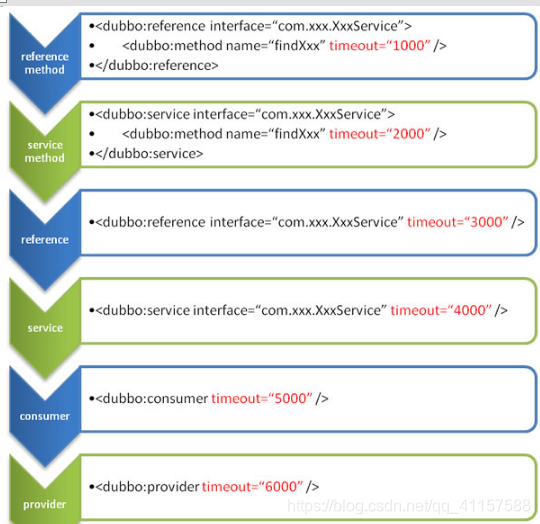 reference
method
•<dubbo:reference interface=“com.xxx.XxxService”>
• <dubbo:method name=“findXxx” timeout=“1000” />
•</dubbo:reference>
service
method
•<dubbo:service interface=“com.xxx.XxxService”>
• <dubbo:method name=“findXxx” timeout=“2000” />
•</dubbo:service>
reference
•<dubbo:reference interface=“com.xxx.XxxService” timeout=“3000” />
service
•<dubbo:service interface=“com.xxx.XxxService” timeout=“4000” />
consumer
•<dubbo:consumer timeout=“5000” />
provider
•<dubbo:provider timeout=“6000” />
https://blog.csdn.net/qq_41157588